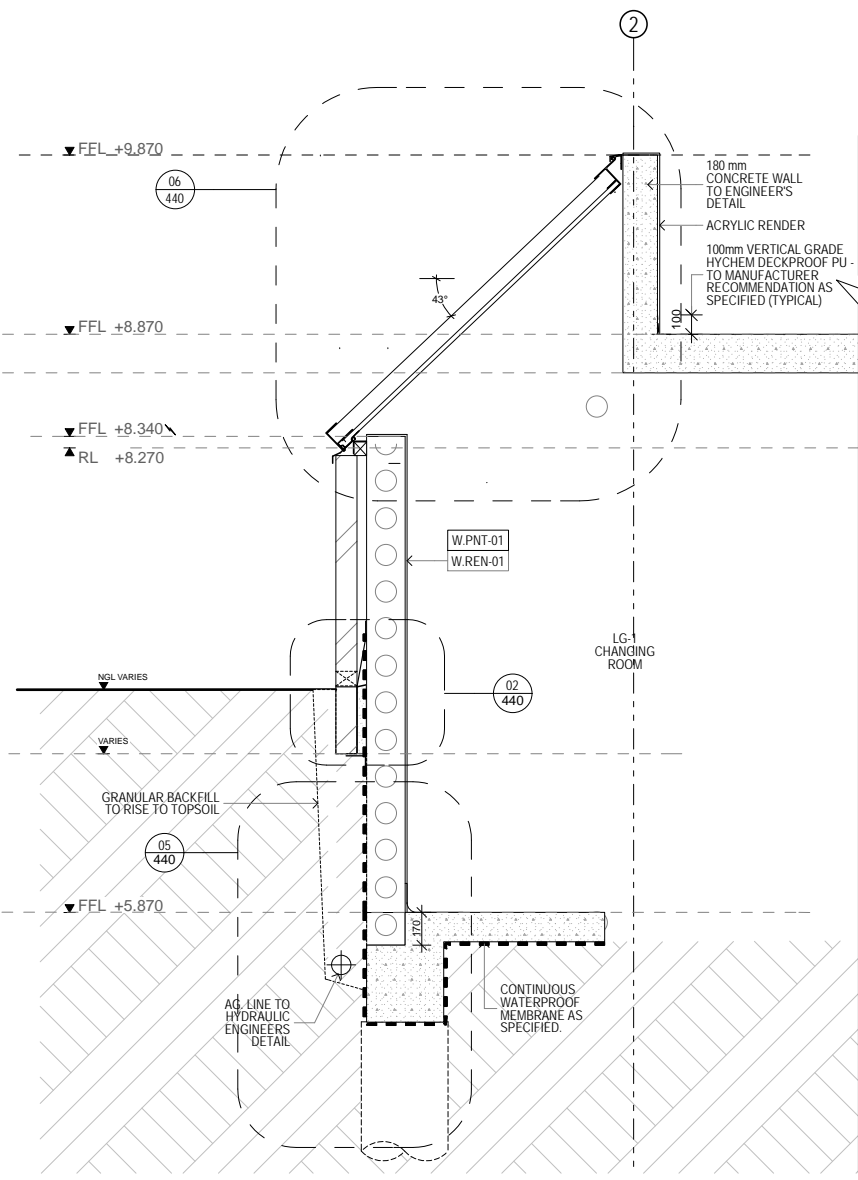 2
FFL +9.870
06
440
180 mm
CONCRETE WALL
TO ENGINEER'S
DETAIL
ACRYLIC RENDER
100mm VERTICAL GRADE
HYCHEM DECKPROOF PU -
TO MANUFACTURER
RECOMMENDATION AS
SPECIFIED (TYPICAL)
43°
100
FFL +8.870
FFL +8.340
RL +8.270
W.PNT-01
W.REN-01
LG-1
CHANGING
ROOM
NGL VARIES
02
440
VARIES
GRANULAR BACKFILL
TO RISE TO TOPSOIL
05
440
FFL +5.870
170
AG. LINE TO
HYDRAULIC
ENGINEERS
DETAIL
CONTINUOUS
WATERPROOF
MEMBRANE AS
SPECIFIED.